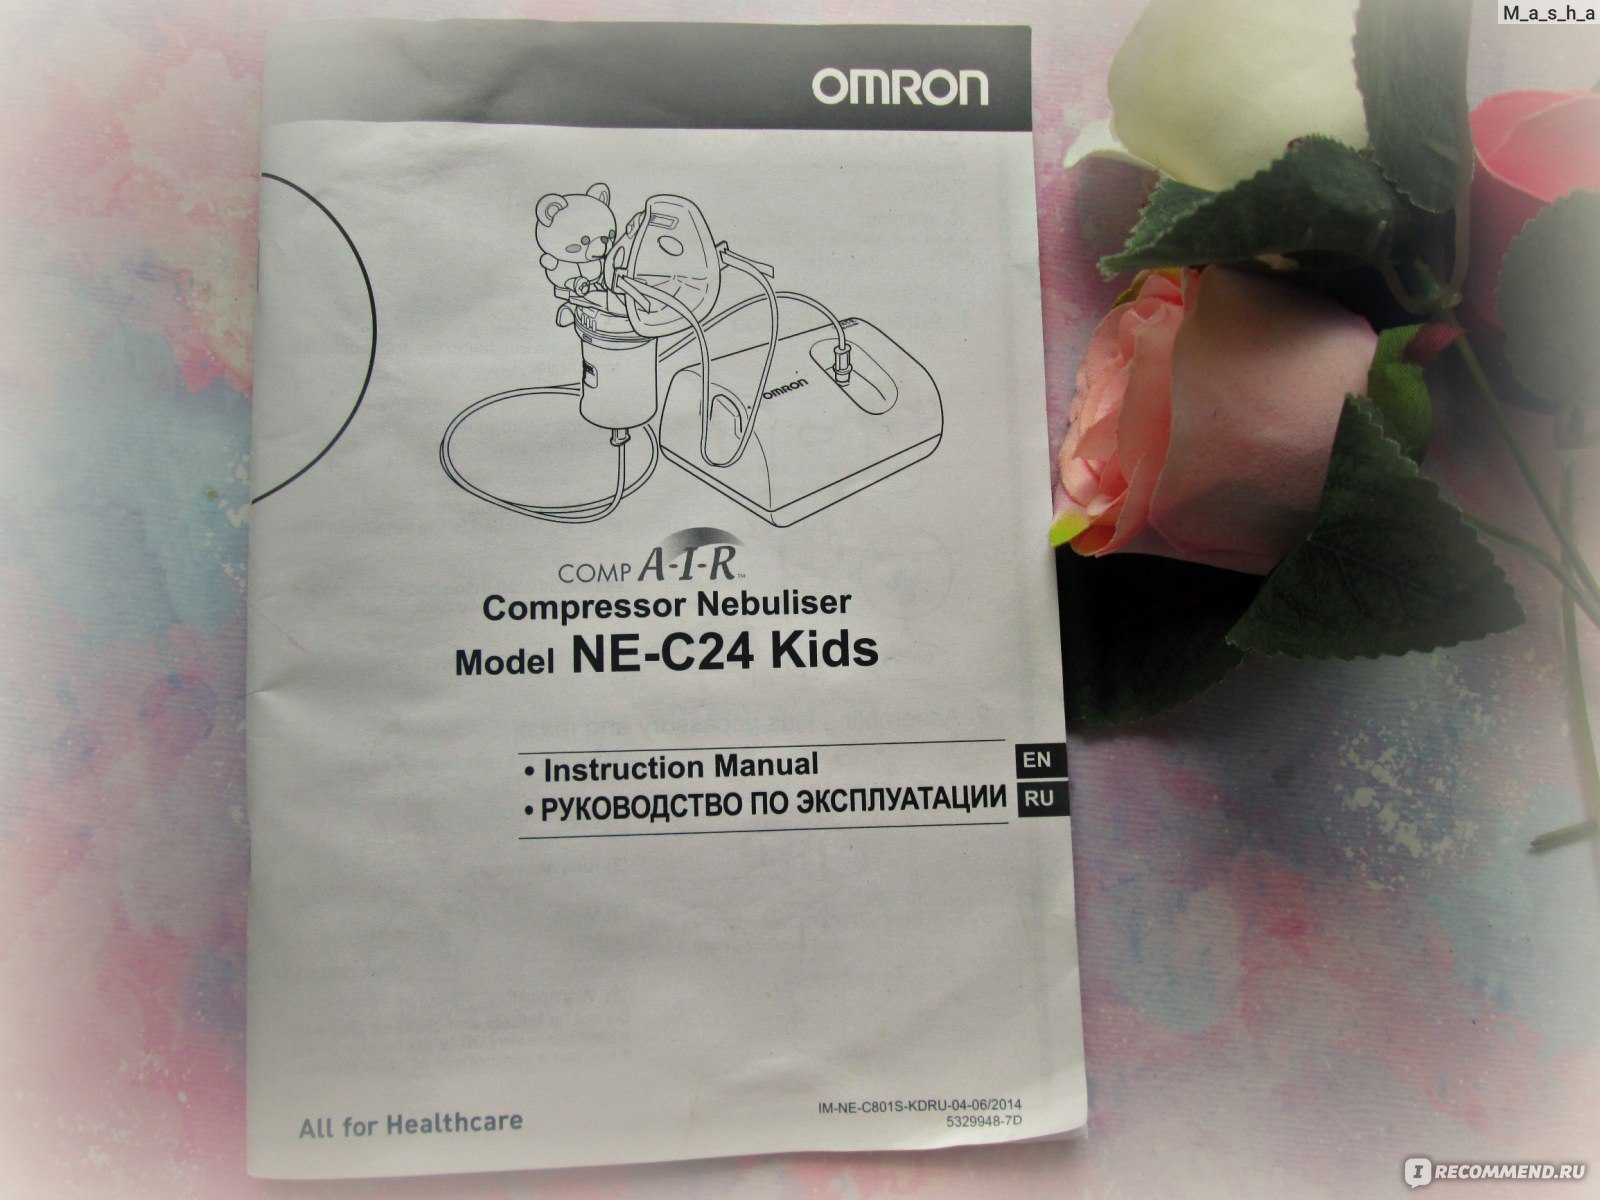 M_a_s_h_a
OMRON
OMRON
COMP A-I-R™
Compressor Nebuliser
Model NE-C24 Kids
• Instruction Manual
EN
• РУКОВОДСТВО ПО ЭКСПЛУАТАЦИИ
RU
IM-NE-C801S-KDRU-04-06/2014
5329948-7D
All for Healthcare
I RECOMMEND.RU